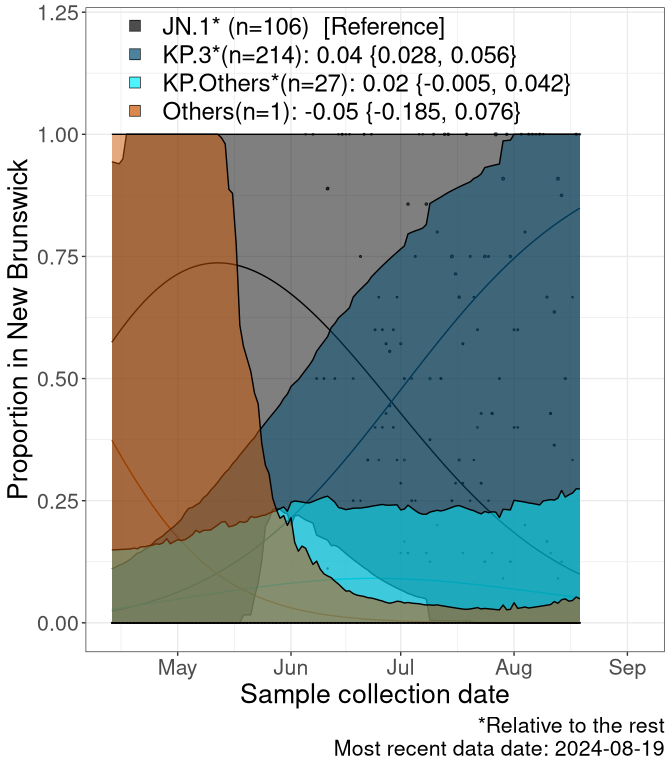 JN.1* (n=106)  [Reference]
KP.3*(n=214): 0.04 {0.028, 0.056}
KP.Others*(n=27): 0.02 {-0.005, 0.042}
Others(n=1): -0.05 {-0.185, 0.076}
Proportion in New Brunswick
1.25
1.00
0.75
0.50
0.25
0.00
May Jun Jul Aug Sep
Sample collection date
*Relative to the rest
Most recent data date: 2024-08-19